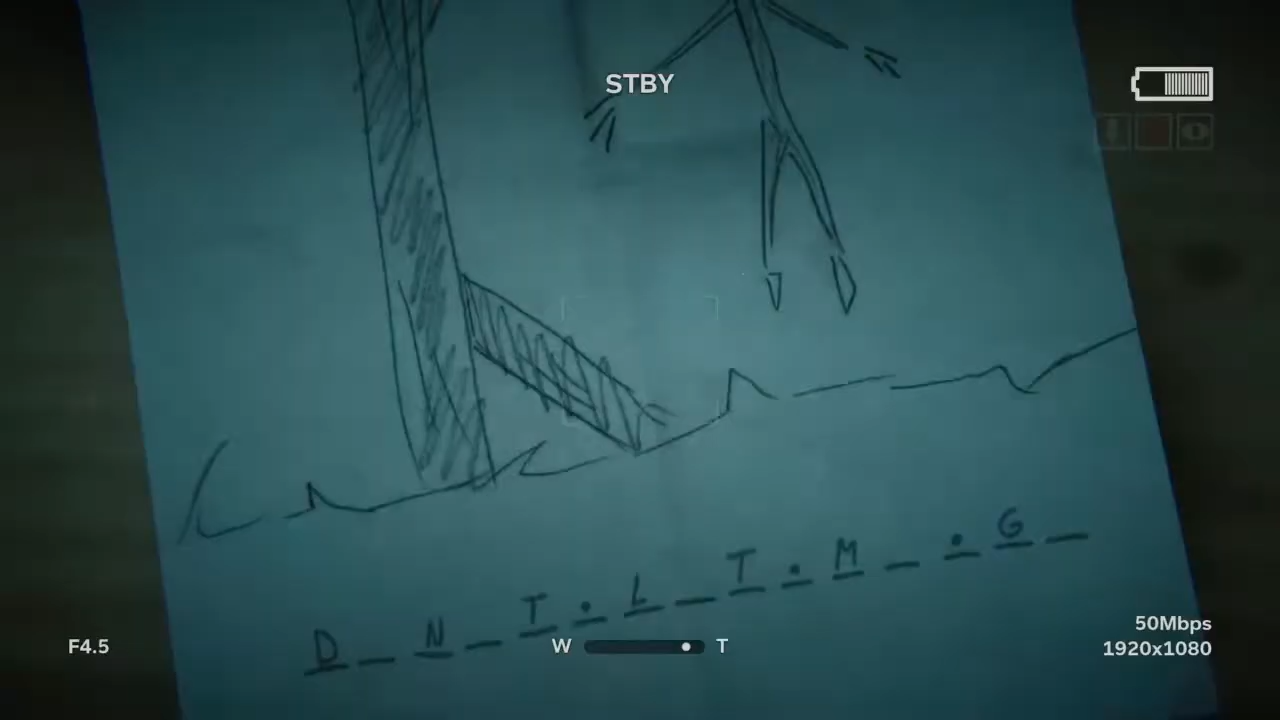 STBY
D _ N _ T • L _ T • M _ • G _
F4.5
W T
50Mbps
1920x1080